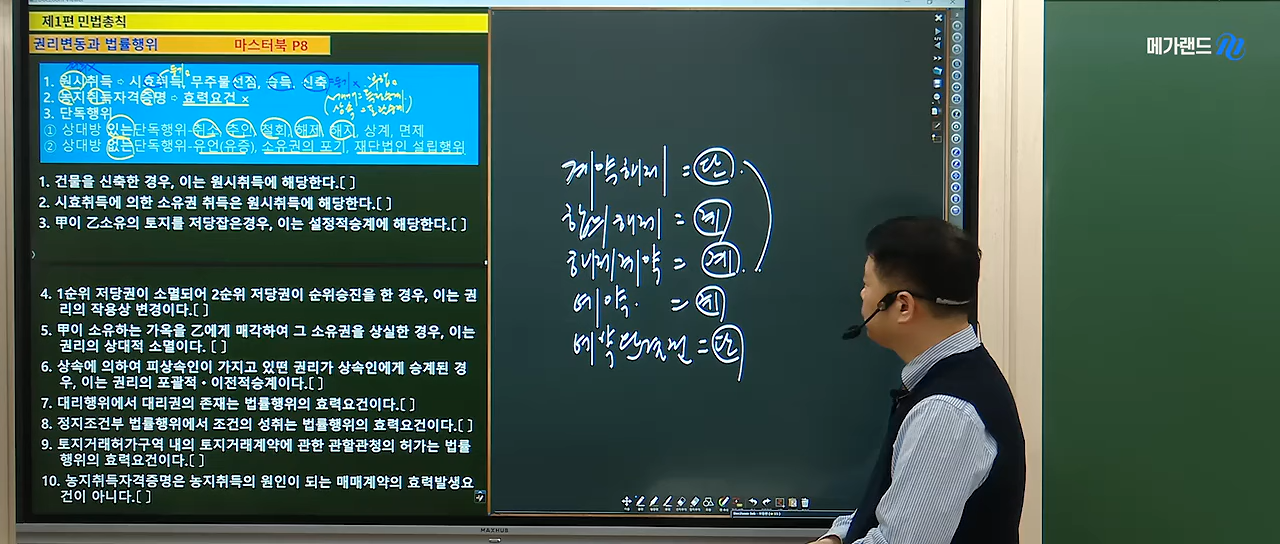 제1편 민법총칙
권리변동과 법률행위 마스터북 P8
1. 원시취득 ⇨ 시효취득, 무주물선점, 습득, 신축
2. 농지취득자격증명 ⇨ 효력요건 ×
3. 단독행위
① 상대방 있는단독행위-취소, 추인, 철회, 해제, 해지, 상계, 면제
② 상대방 없는단독행위-유언(유증), 소유권의 포기, 재단법인 설립행위
1. 건물을 신축한 경우, 이는 원시취득에 해당한다.[ ]
2. 시효취득에 의한 소유권 취득은 원시취득에 해당한다.[ ]
3. 甲이 乙소유의 토지를 저당잡은경우, 이는 설정적승계에 해당한다.[ ]
4. 1순위 저당권이 소멸되어 2순위 저당권이 순위승진을 한 경우, 이는 권
리의 작용상 변경이다.[ ]
5. 甲이 소유하는 가옥을 乙에게 매각하여 그 소유권을 상실한 경우, 이는
권리의 상대적 소멸이다. [ ]
6. 상속에 의하여 피상속인이 가지고 있떤 권리가 상속인에게 승계된 경
우, 이는 권리의 포괄적・이전적승계이다.[ ]
7. 대리행위에서 대리권의 존재는 법률행위의 효력요건이다.[ ]
8. 정지조건부 법률행위에서 조건의 성취는 법률행위의 효력요건이다.[ ]
9. 토지거래허가구역 내의 토지거래계약에 관한 관할관청의 허가는 법률
행위의 효력요건이다.[ ]
10. 농지취득자격증명은 농지취득의 원인이 되는 매매계약의 효력발생요
건이 아니다.[ ]
계약해제 = 단
합의해제 = 계
해제계약 = 계
예약 = 계
예약완결권 = 단
메가랜드
MAXHUB